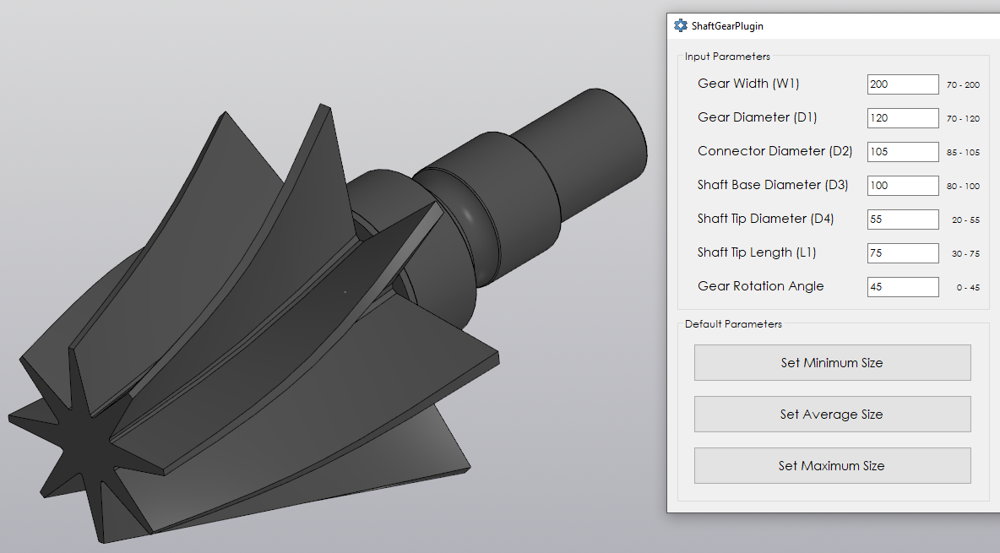 ShaftGearPlugin
Input Parameters
Gear Width (W1) 200 70 - 200
Gear Diameter (D1) 120 70 - 120
Connector Diameter (D2) 105 85 - 105
Shaft Base Diameter (D3) 100 80 - 100
Shaft Tip Diameter (D4) 55 20 - 55
Shaft Tip Length (L1) 75 30 - 75
Gear Rotation Angle 45 0 - 45
Default Parameters
Set Minimum Size
Set Average Size
Set Maximum Size